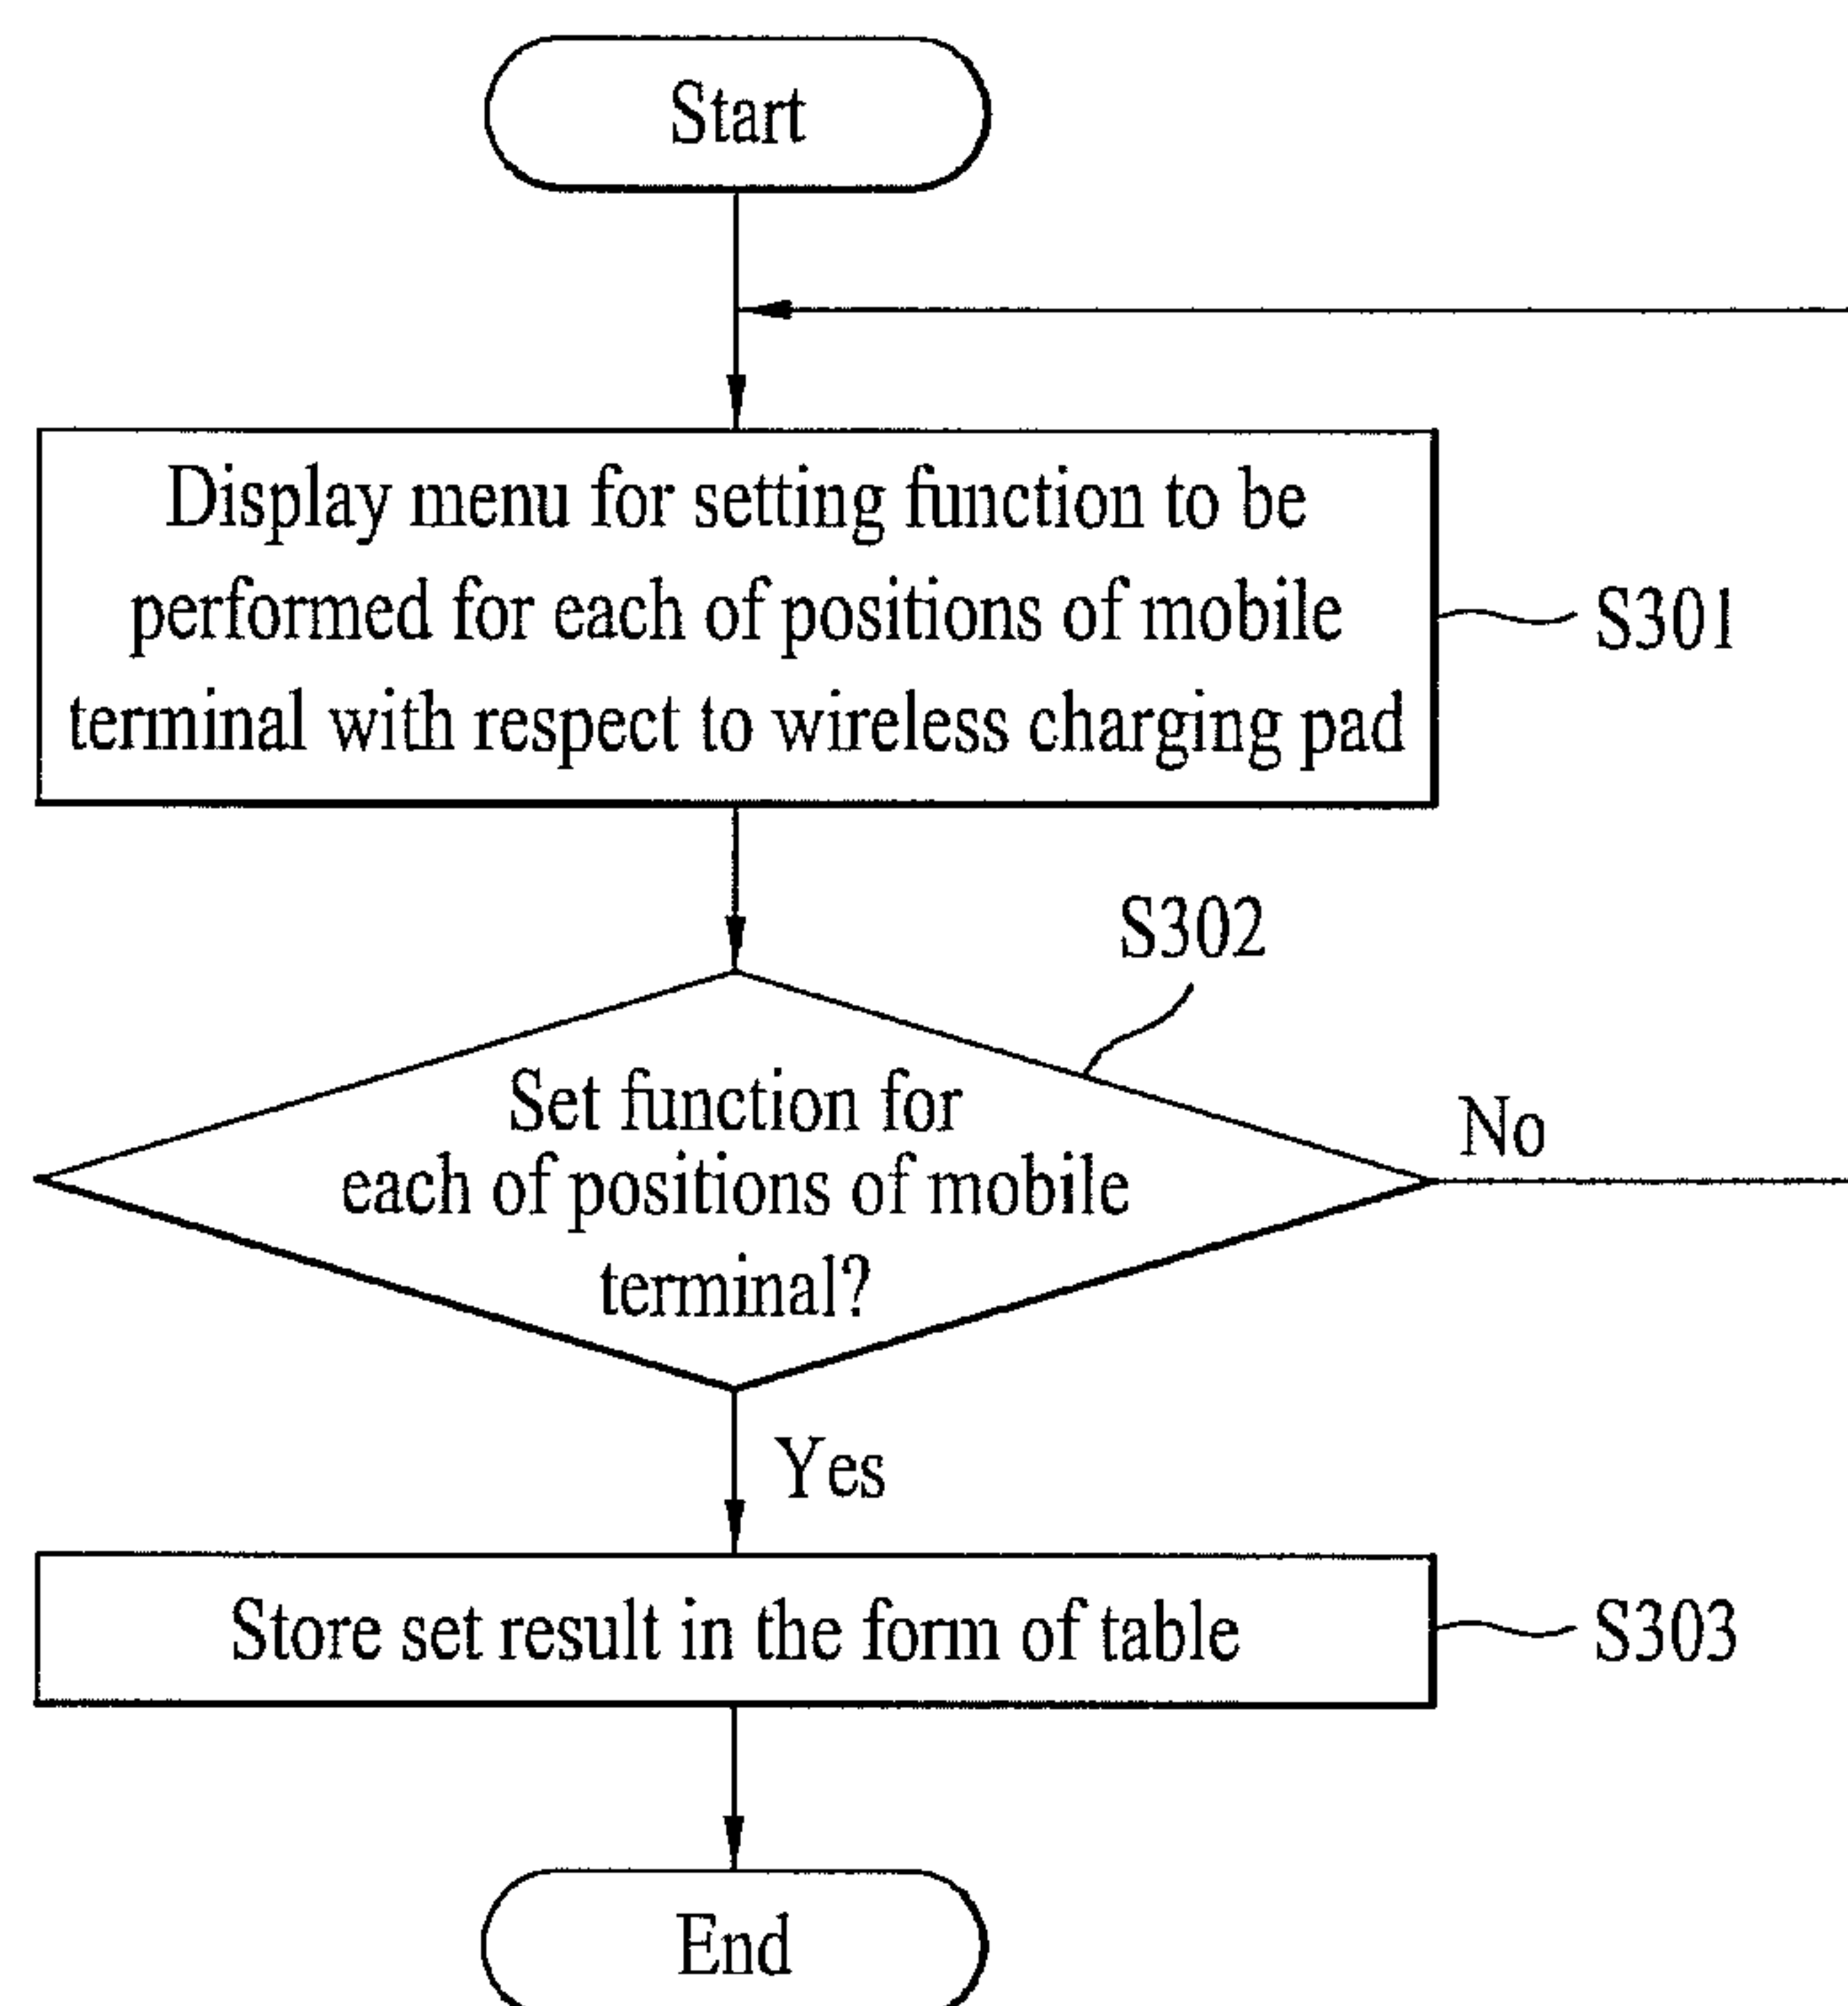 Start
Display menu for setting function to be
performed for each of positions of mobile
terminal with respect to wireless charging pad
S301
S302
Set function for
each of positions of mobile
terminal?
No
Yes
Store set result in the form of table
S303
End